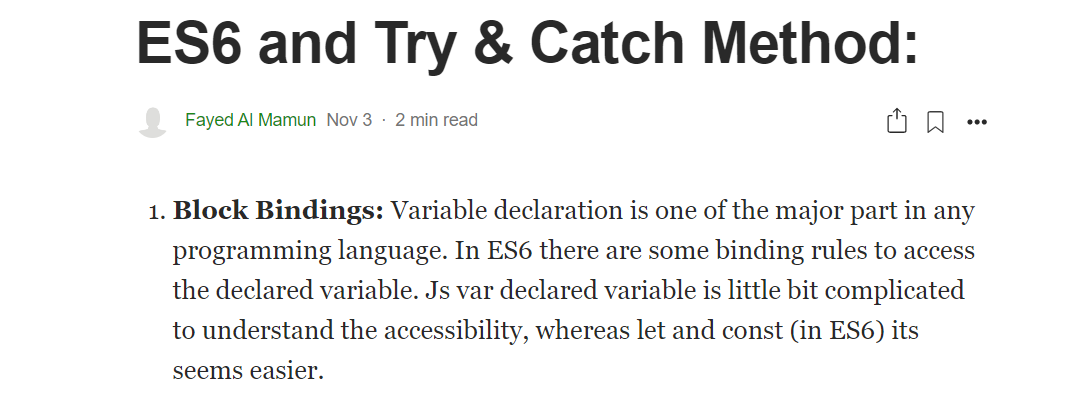 ES6 and Try & Catch Method:
Fayed Al Mamun Nov 3 · 2 min read
1. Block Bindings: Variable declaration is one of the major part in any
programming language. In ES6 there are some binding rules to access
the declared variable. Js var declared variable is little bit complicated
to understand the accessibility, whereas let and const (in ES6) its
seems easier.